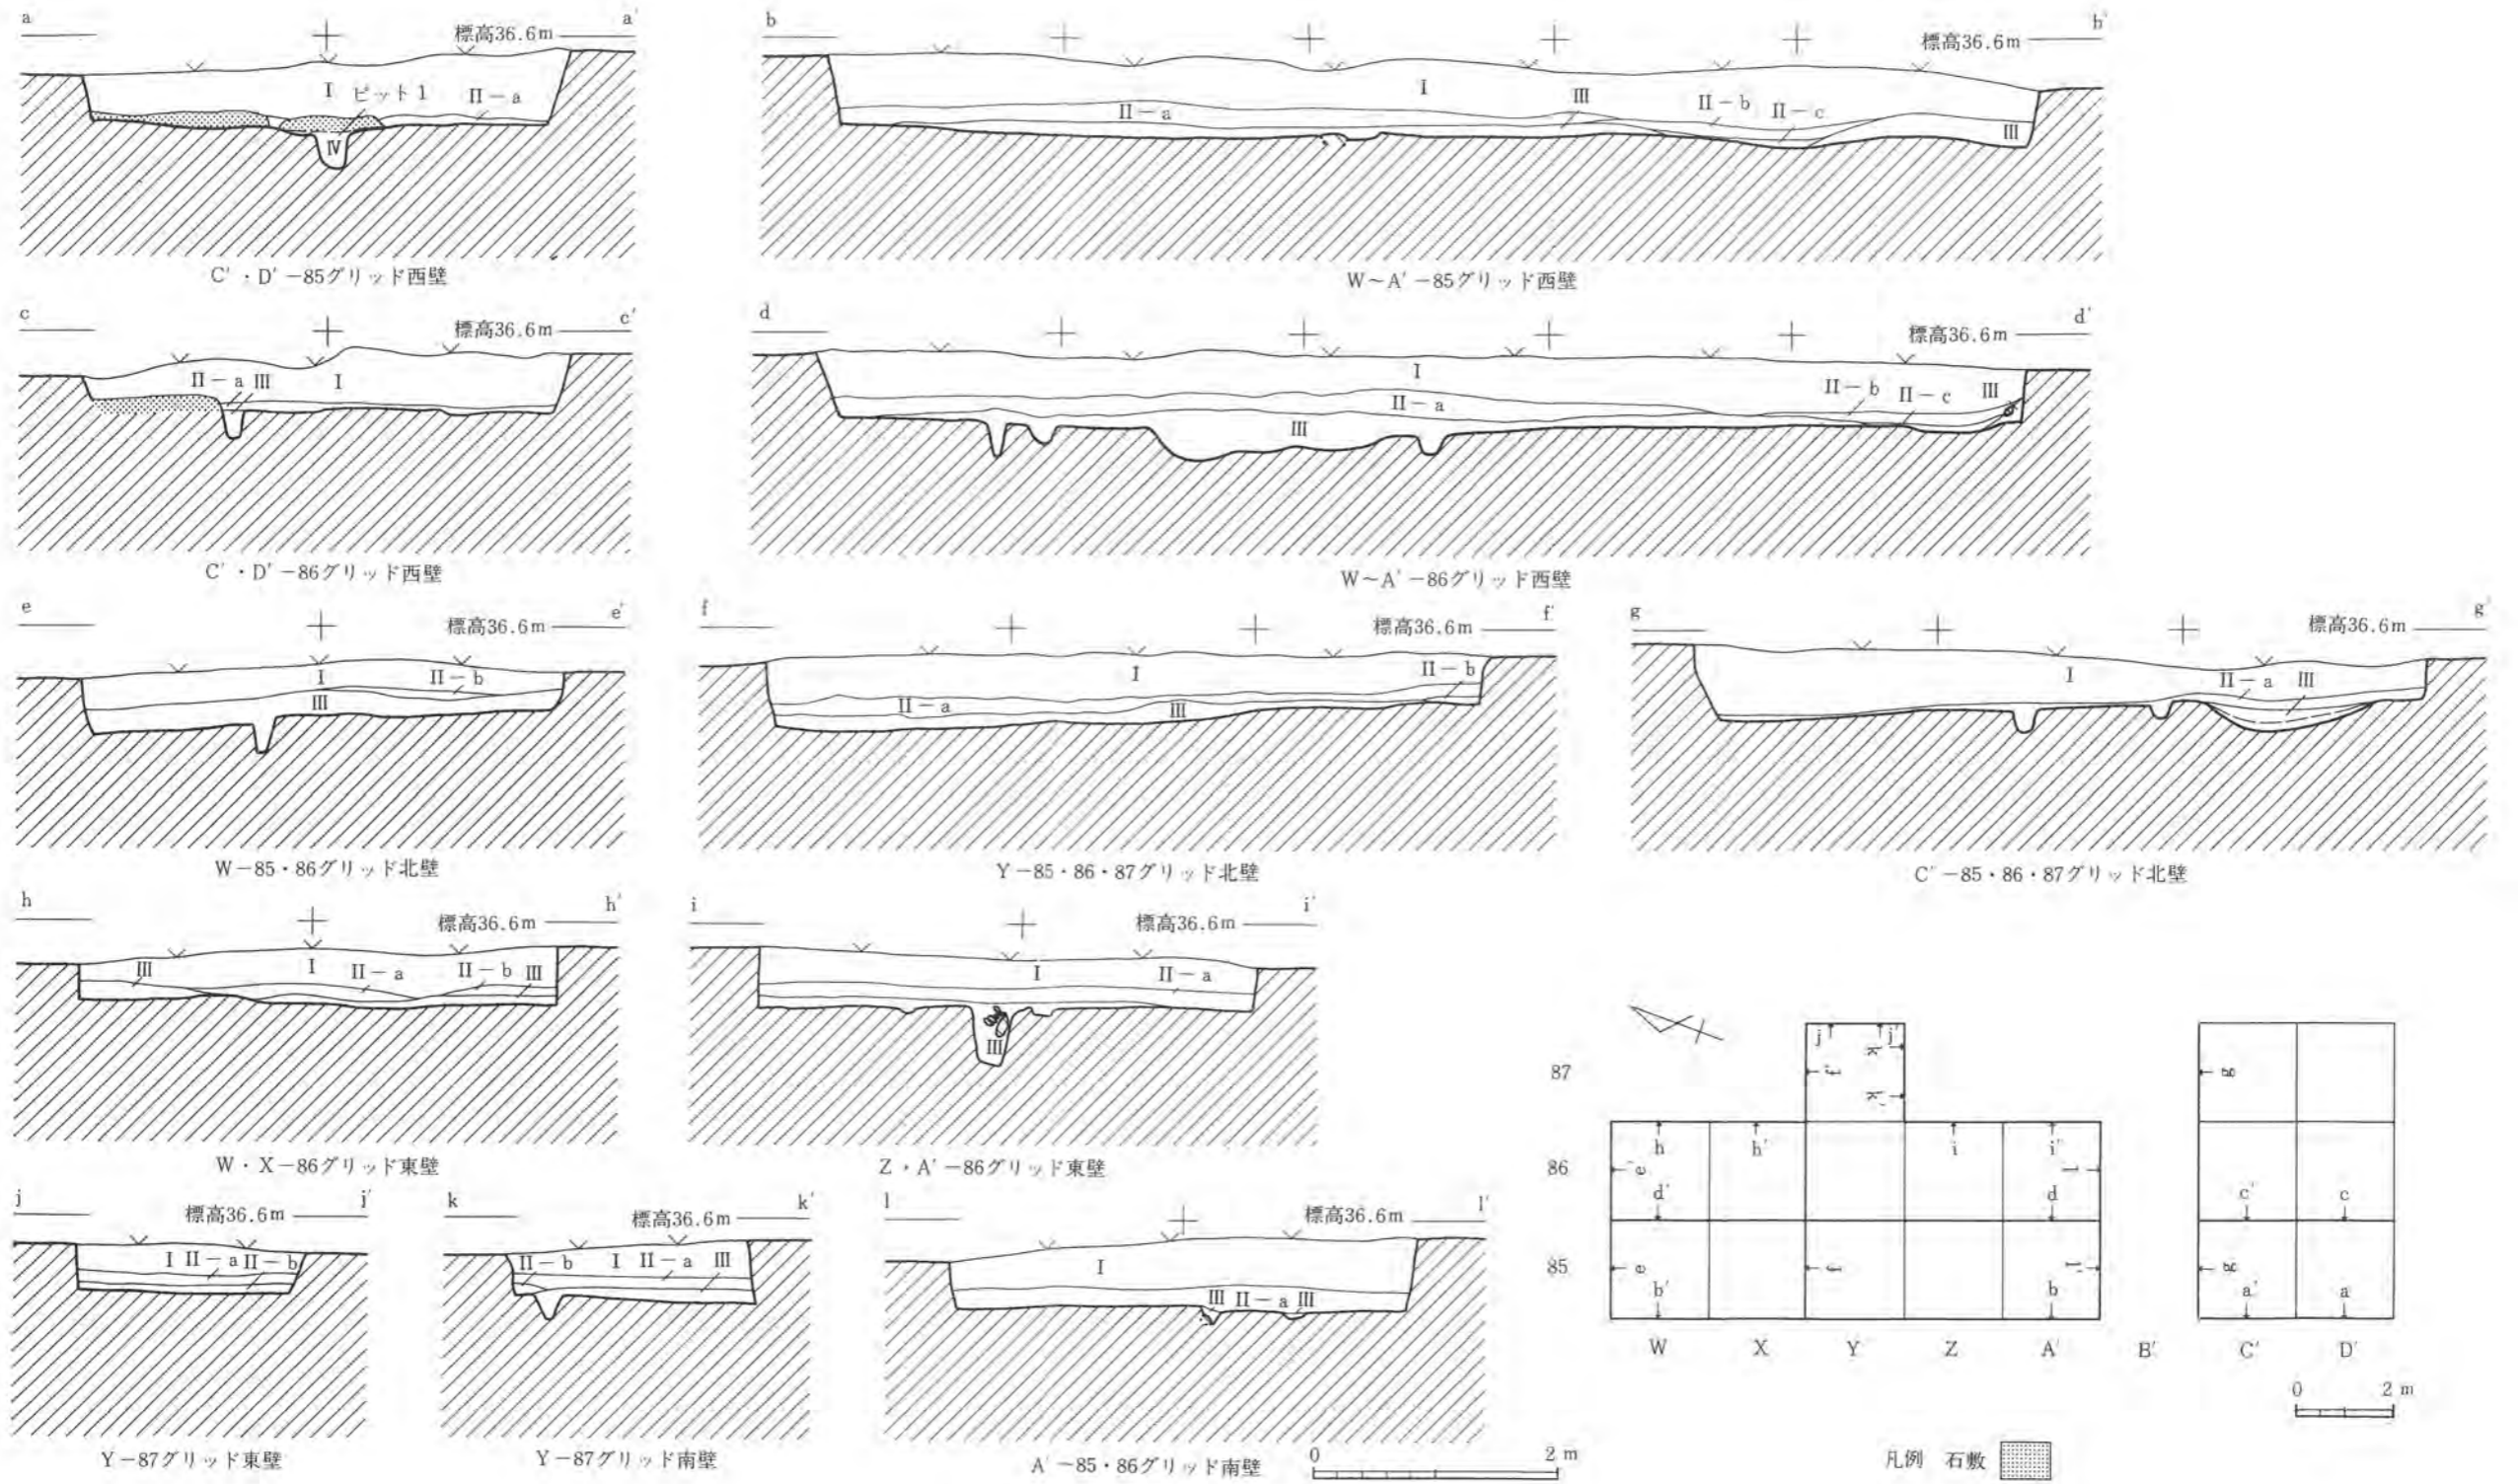 a 標高36.6m a'
I ピット1 II-a
IV
C'・D'-85グリッド西壁
b 標高36.6m b'
I
II-a III II-b II-c III
W~A'-85グリッド西壁
c 標高36.6m c'
II-a III I
C'・D'-86グリッド西壁
d 標高36.6m d'
I
II-a II-b II-c III
III
W~A'-86グリッド西壁
e 標高36.6m e'
I II-b
III
W-85・86グリッド北壁
f 標高36.6m f'
I II-b
II-a III
Y-85・86・87グリッド北壁
g 標高36.6m g'
I II-a III
C'-85・86・87グリッド北壁
h 標高36.6m h'
III I II-a II-b III
W・X-86グリッド東壁
i 標高36.6m i'
I II-a
III
Z・A'-86グリッド東壁
j 標高36.6m j'
I II-a II-b
Y-87グリッド東壁
k 標高36.6m k'
II-b I II-a III
Y-87グリッド南壁
l 標高36.6m l'
I
III II-a III
A'-85・86グリッド南壁
0 2m
j j'
k
87 f' g'
k'
h h' i i'
86 e' l
d' d c' c
85 e f l' g
b' b a' a
W X Y Z A' B' C' D'
0 2m
凡例 石敷